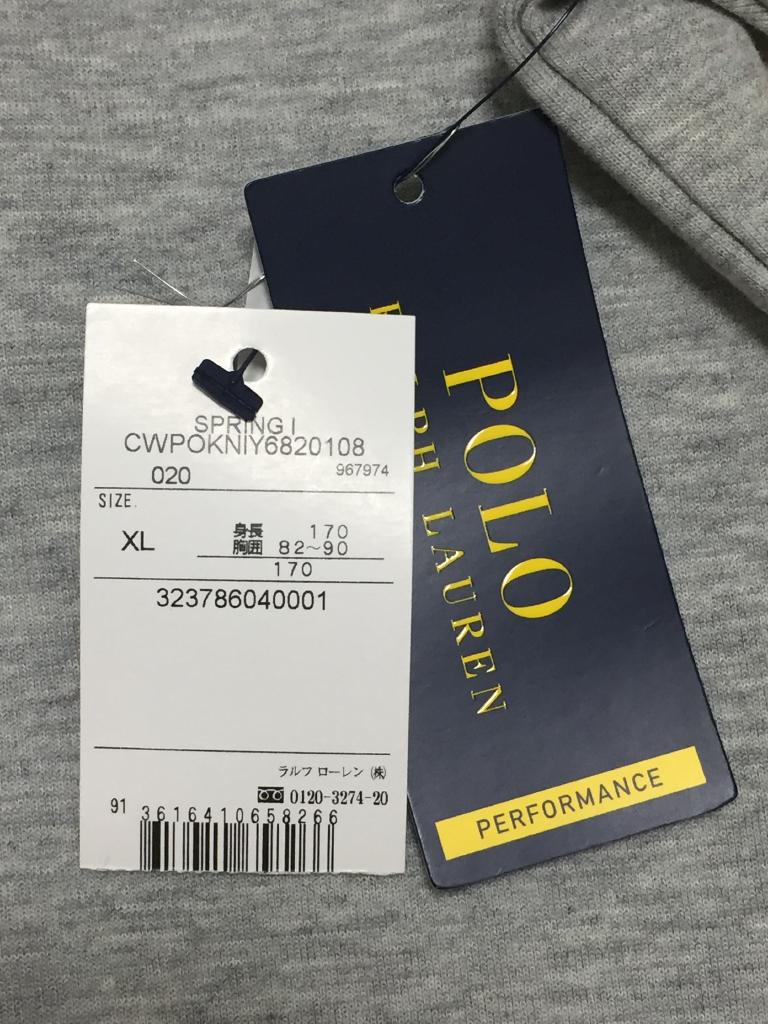 SPRING I
CWPOKNIY6820108
020
967974
SIZE.
XL
身長 170
胸囲 82～90
170
323786040001
ラルフ ローレン ㈱
0120-3274-20
91
3616410658266
POLO
LAUREN
PERFORMANCE